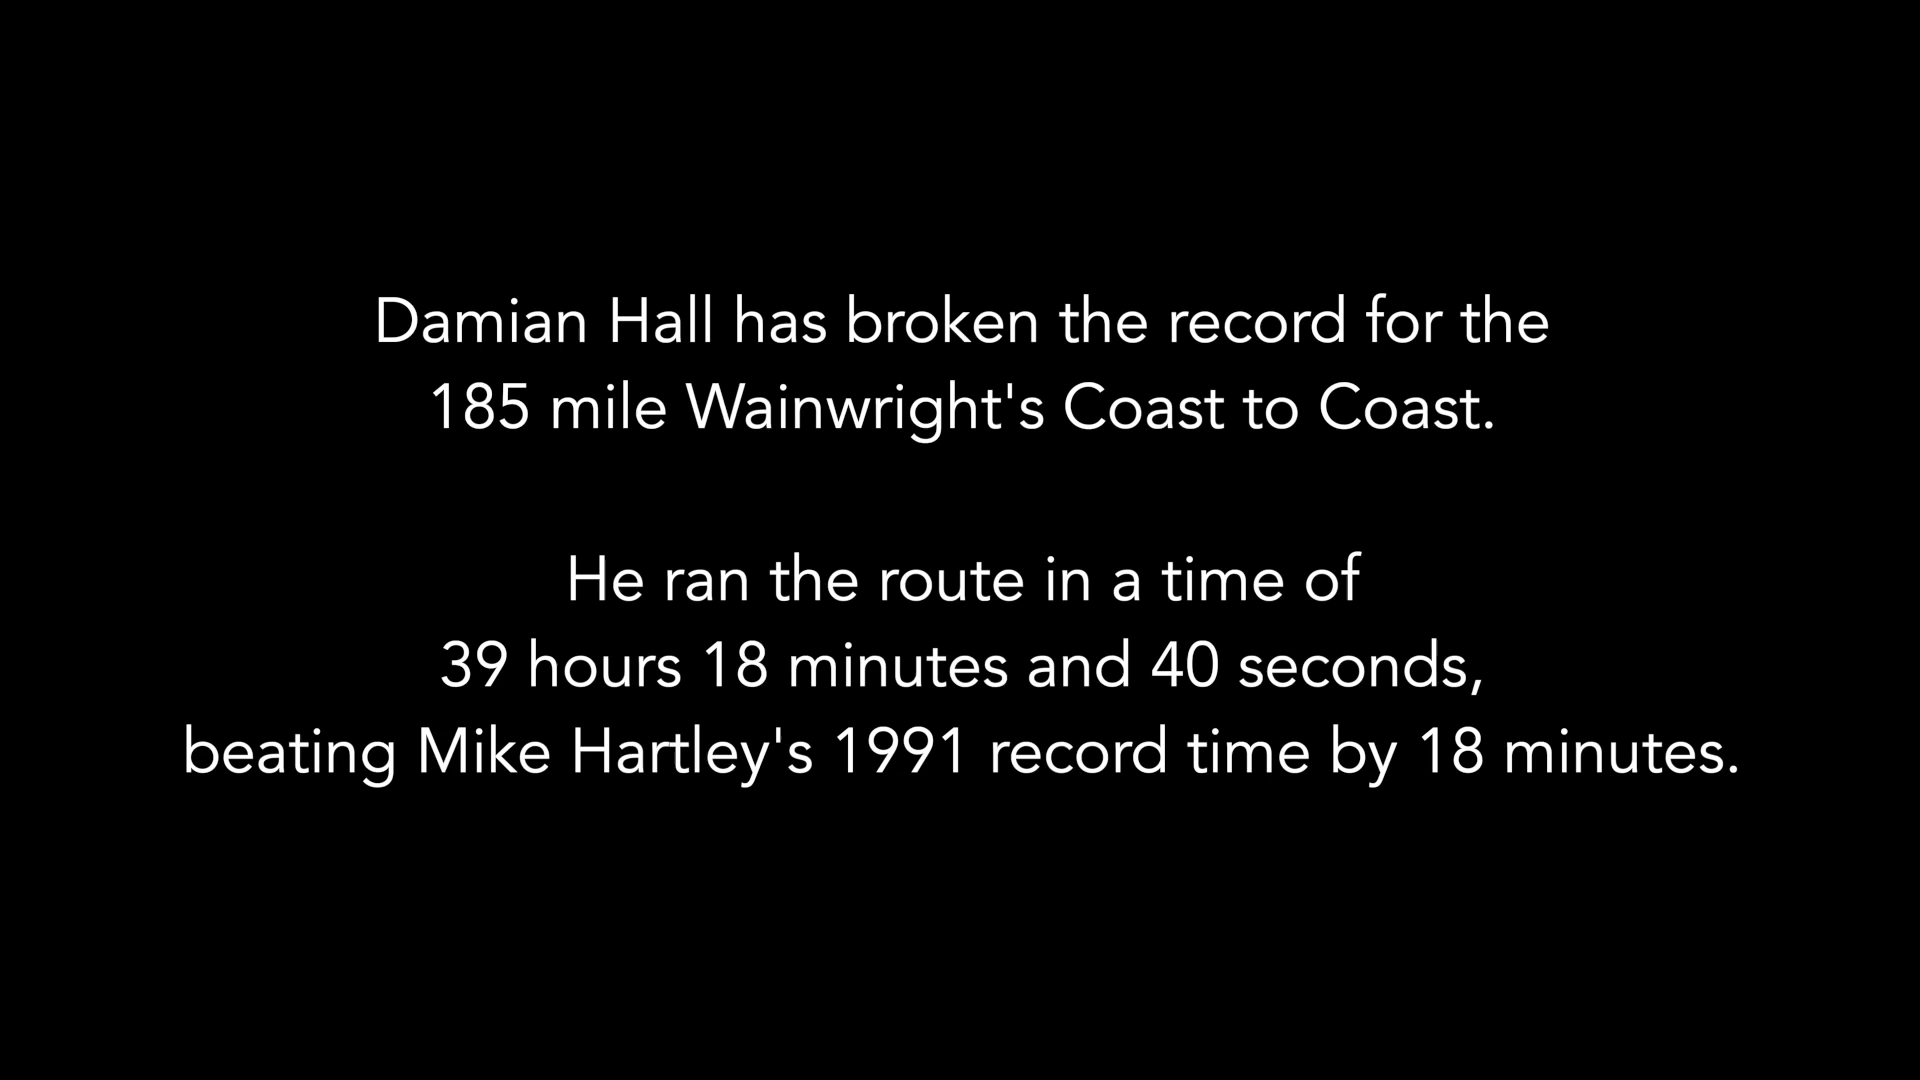 Damian Hall has broken the record for the
185 mile Wainwright's Coast to Coast.
He ran the route in a time of
39 hours 18 minutes and 40 seconds,
beating Mike Hartley's 1991 record time by 18 minutes.